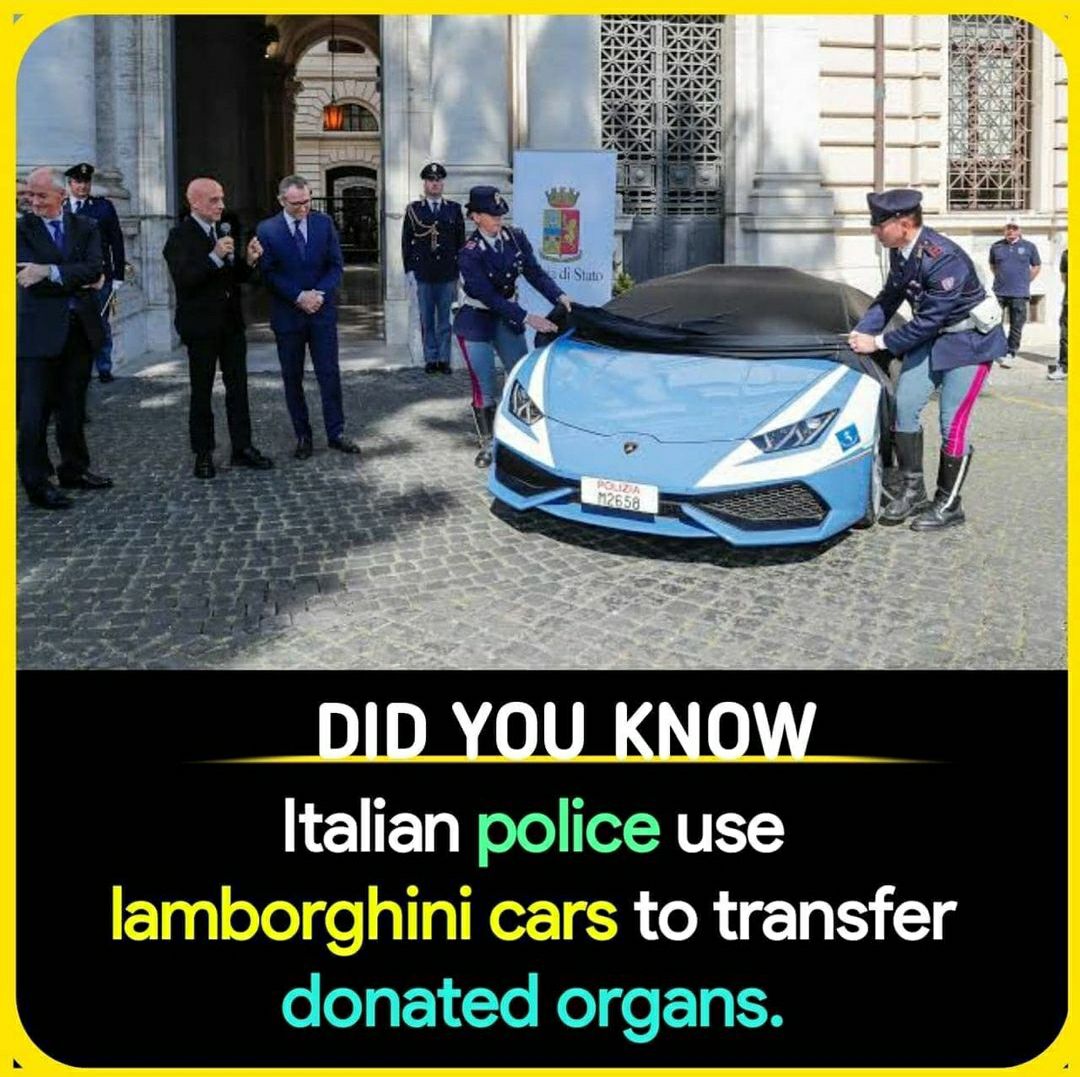 di Stato
POLIZIA
M2658
DID YOU KNOW
Italian police use
lamborghini cars to transfer
donated organs.